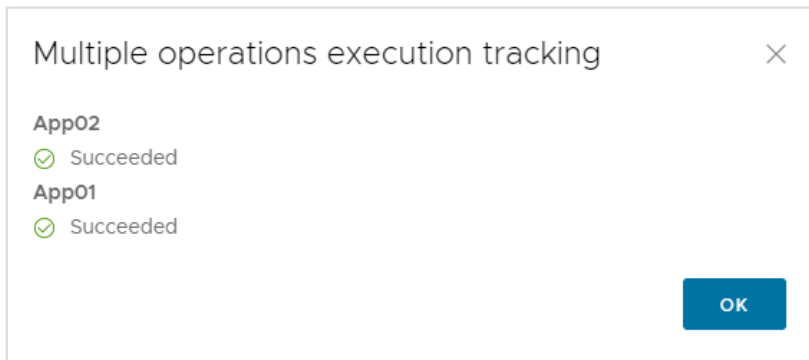 Multiple operations execution tracking
App02
Succeeded
App01
Succeeded
OK